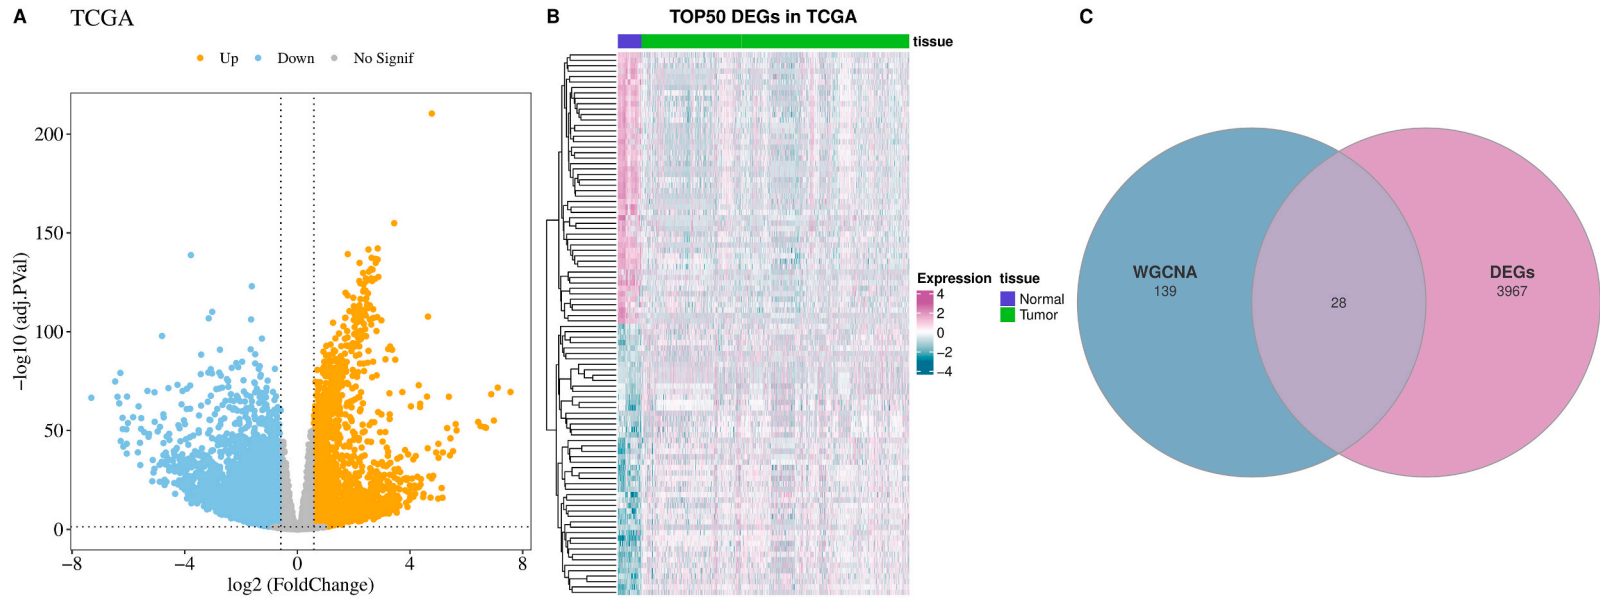 A
TCGA
Up
Down
No Signif
−log10 (adj.PVal)
200
150
100
50
0
−8
−4
0
4
8
log2 (FoldChange)
B
TOP50 DEGs in TCGA
tissue
Expression
4
2
0
−2
−4
tissue
Normal
Tumor
C
WGCNA
139
28
DEGs
3967